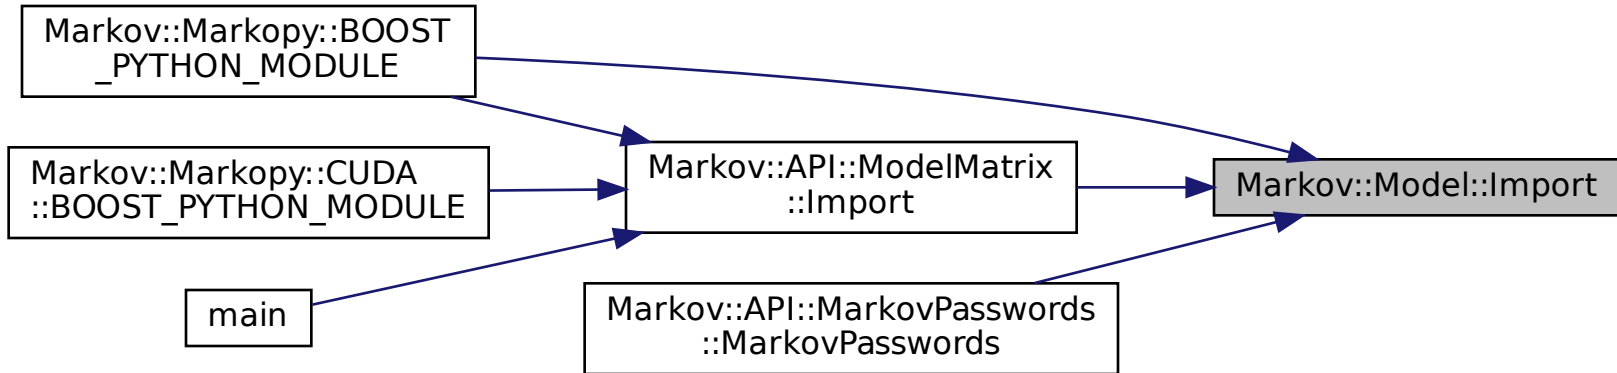 Markov::Markopy::BOOST
_PYTHON_MODULE
Markov::Markopy::CUDA
::BOOST_PYTHON_MODULE
main
Markov::API::ModelMatrix
::Import
Markov::API::MarkovPasswords
::MarkovPasswords
Markov::Model::Import